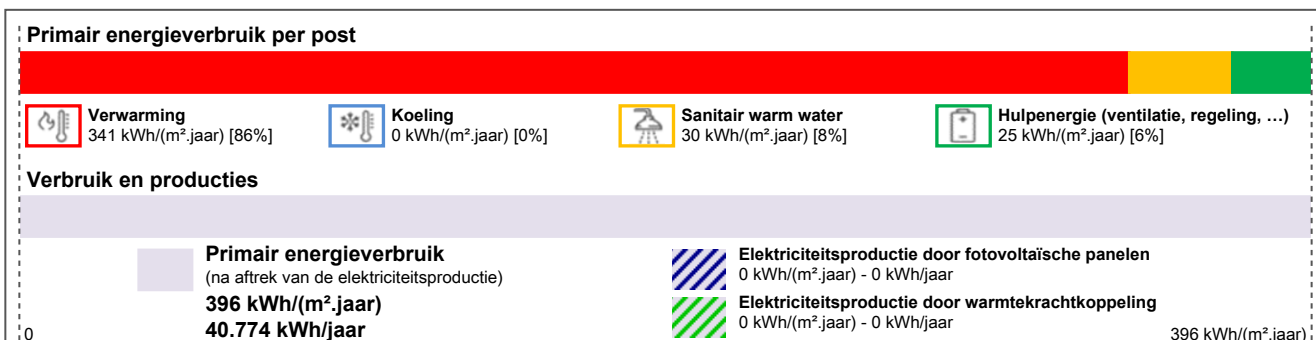 Primair energieverbruik per post
Verwarming
341 kWh/(m².jaar) [86%]
Koeling
0 kWh/(m².jaar) [0%]
Sanitair warm water
30 kWh/(m².jaar) [8%]
Hulpenergie (ventilatie, regeling, …)
25 kWh/(m².jaar) [6%]
Verbruik en producties
Primair energieverbruik
(na aftrek van de elektriciteitsproductie)
396 kWh/(m².jaar)
40.774 kWh/jaar
Elektriciteitsproductie door fotovoltaïsche panelen
0 kWh/(m².jaar) - 0 kWh/jaar
Elektriciteitsproductie door warmtekrachtkoppeling
0 kWh/(m².jaar) - 0 kWh/jaar
0
396 kWh/(m².jaar)